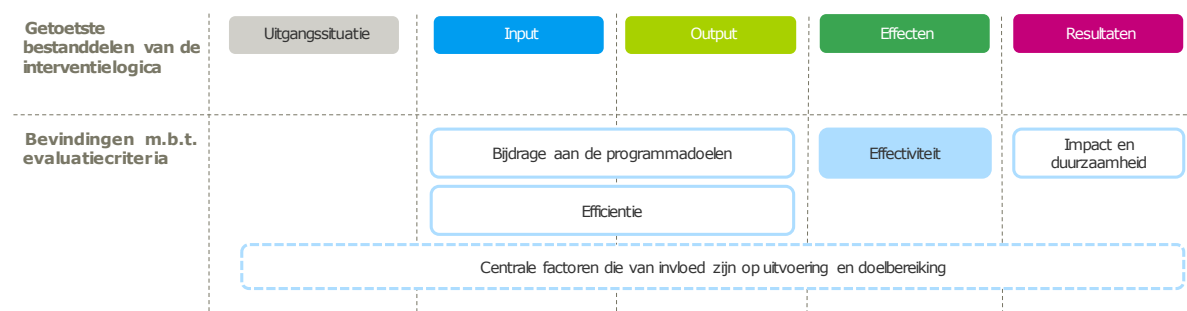 Getoetste
bestanddelen van de
interventielogica
Uitgangssituatie
Input
Output
Effecten
Resultaten
Bevindingen m.b.t.
evaluatiecriteria
Bijdrage aan de programmadoelen
Effectiviteit
Impact en
duurzaamheid
Efficientie
Centrale factoren die van invloed zijn op uitvoering en doelbereiking